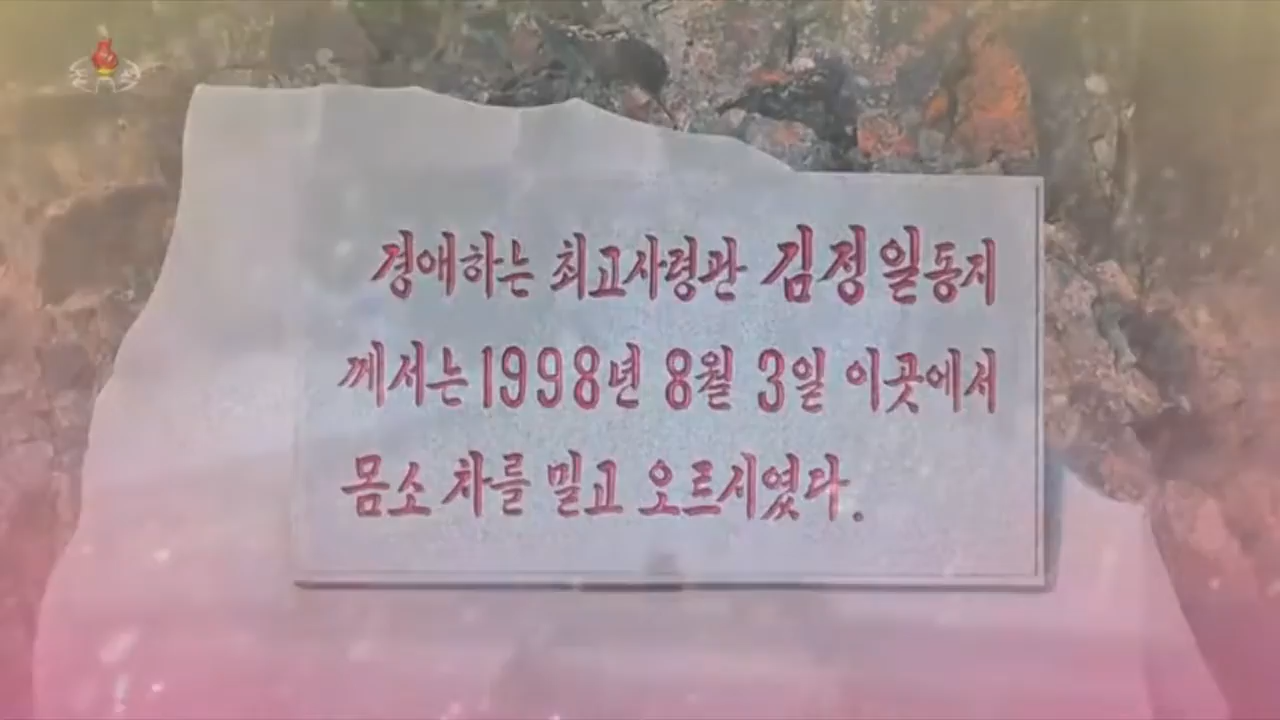 경애하는 최고사령관 김정일동지
께서는 1998년 8월 3일 이곳에서
몸소 차를 밀고 오르시였다.